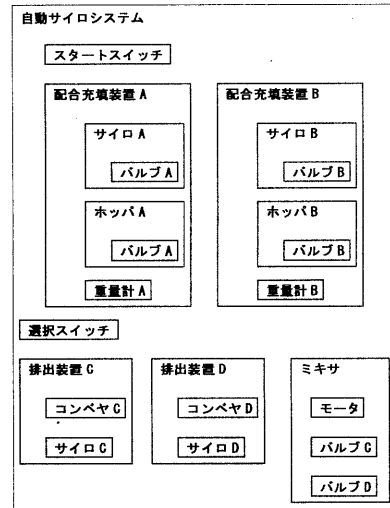 自動サイロシステム
スタートスイッチ
配合充填装置A
サイロA
バルブA
ホッパA
バルブA
重量計A
配合充填装置B
サイロB
バルブB
ホッパB
バルブB
重量計B
選択スイッチ
排出装置C
コンベヤC
サイロC
排出装置D
コンベヤD
サイロD
ミキサ
モータ
バルブC
バルブD